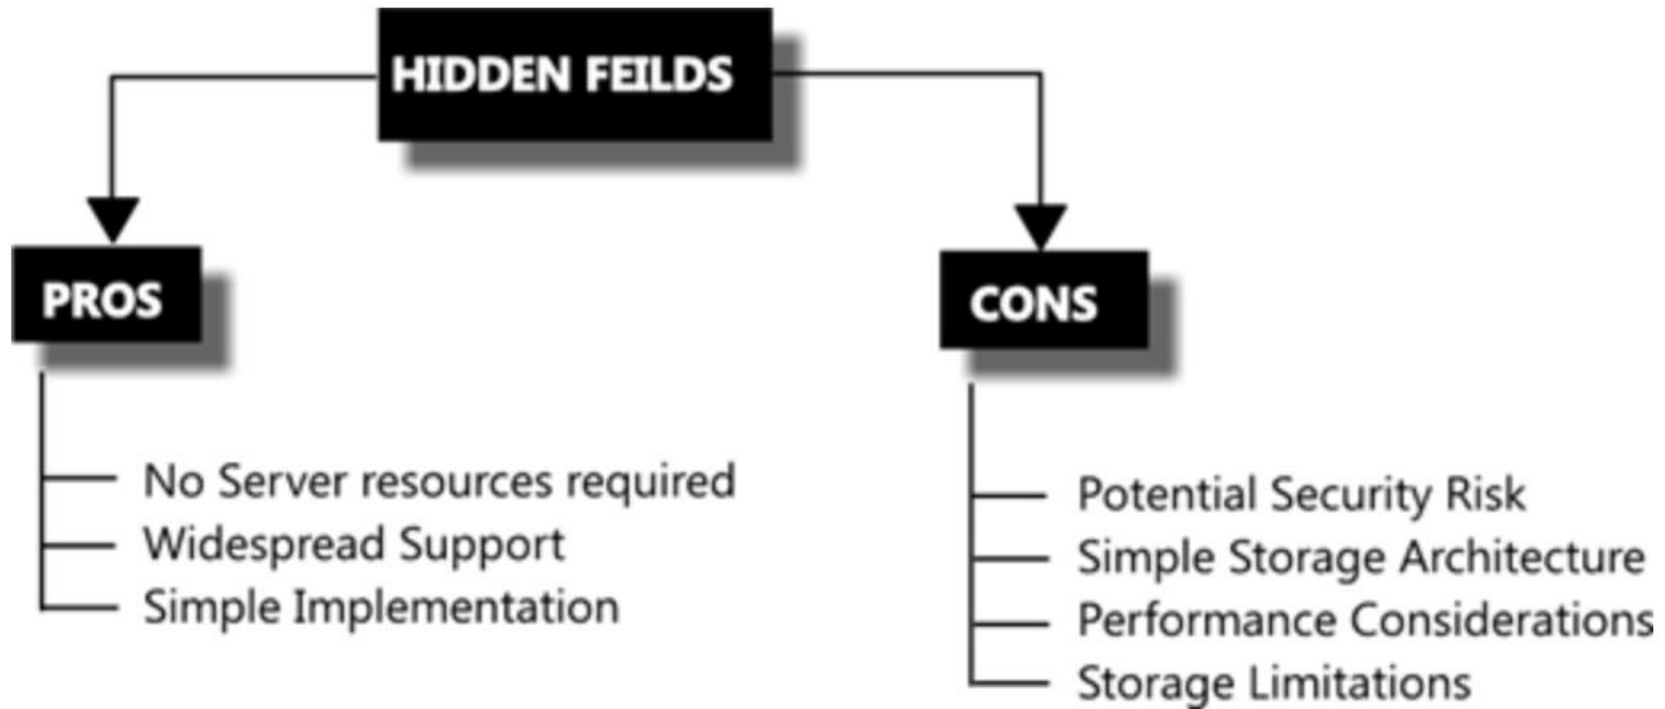 HIDDEN FEILDS
PROS
No Server resources required
Widespread Support
Simple Implementation
CONS
Potential Security Risk
Simple Storage Architecture
Performance Considerations
Storage Limitations